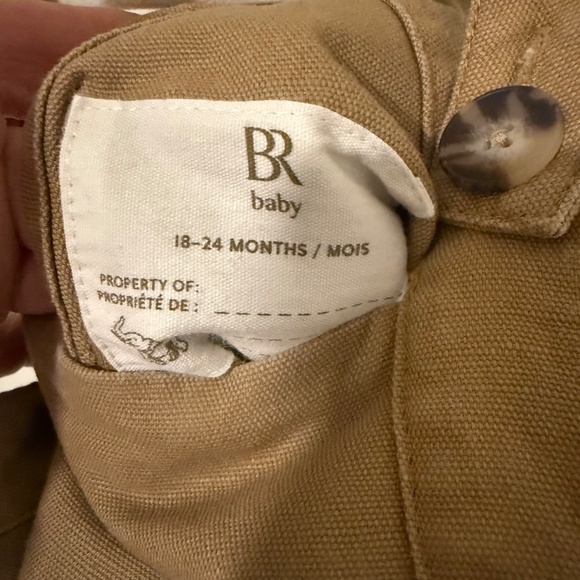 BR
baby
18-24 MONTHS / MOIS
PROPERTY OF:
PROPRIÉTÉ DE :